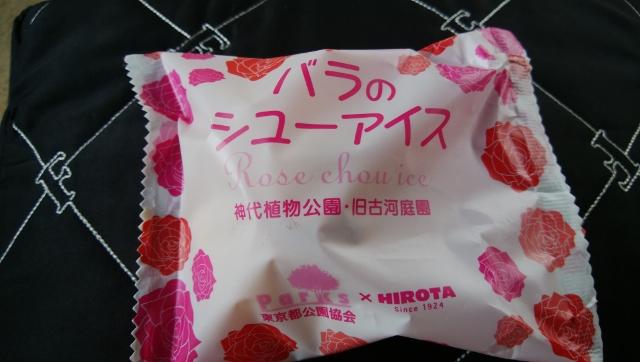 バラの
シューアイス
Rose chou ice
神代植物公園・旧古河庭園
Parks
東京都公園協会
×
HIROTA
Since 1924